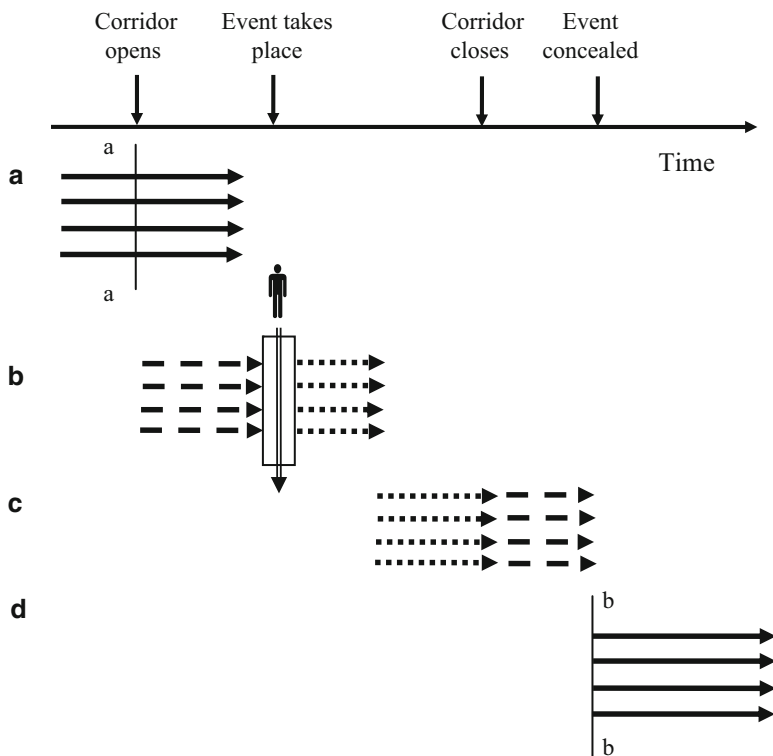 Corridor opens
Event takes place
Corridor closes
Event concealed
Time
a
a
a
b
c
d
b
b